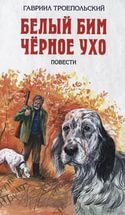 ГАВРИИЛ ТРОЕПОЛЬСКИЙ
БЕЛЫЙ БИМ
ЧЁРНОЕ УХО
ПОВЕСТИ